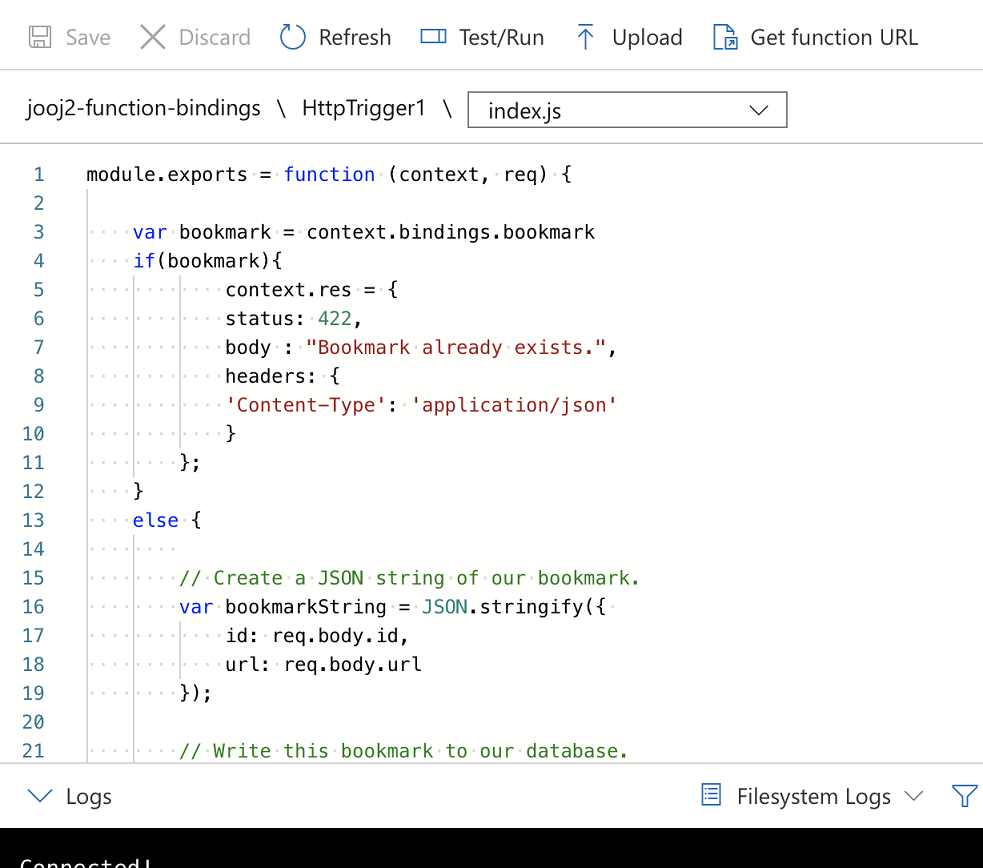 Save Discard Refresh Test/Run Upload Get function URL
jooj2-function-bindings \ HttpTrigger1 \ index.js
1 module.exports = function (context, req) {
2
3 var bookmark = context.bindings.bookmark
4 if(bookmark){
5 context.res = {
6 status: 422,
7 body : "Bookmark already exists.",
8 headers: {
9 'Content-Type': 'application/json'
10 }
11 };
12 }
13 else {
14
15 // Create a JSON string of our bookmark.
16 var bookmarkString = JSON.stringify({
17 id: req.body.id,
18 url: req.body.url
19 });
20
21 // Write this bookmark to our database.
Logs Filesystem Logs
Connected!